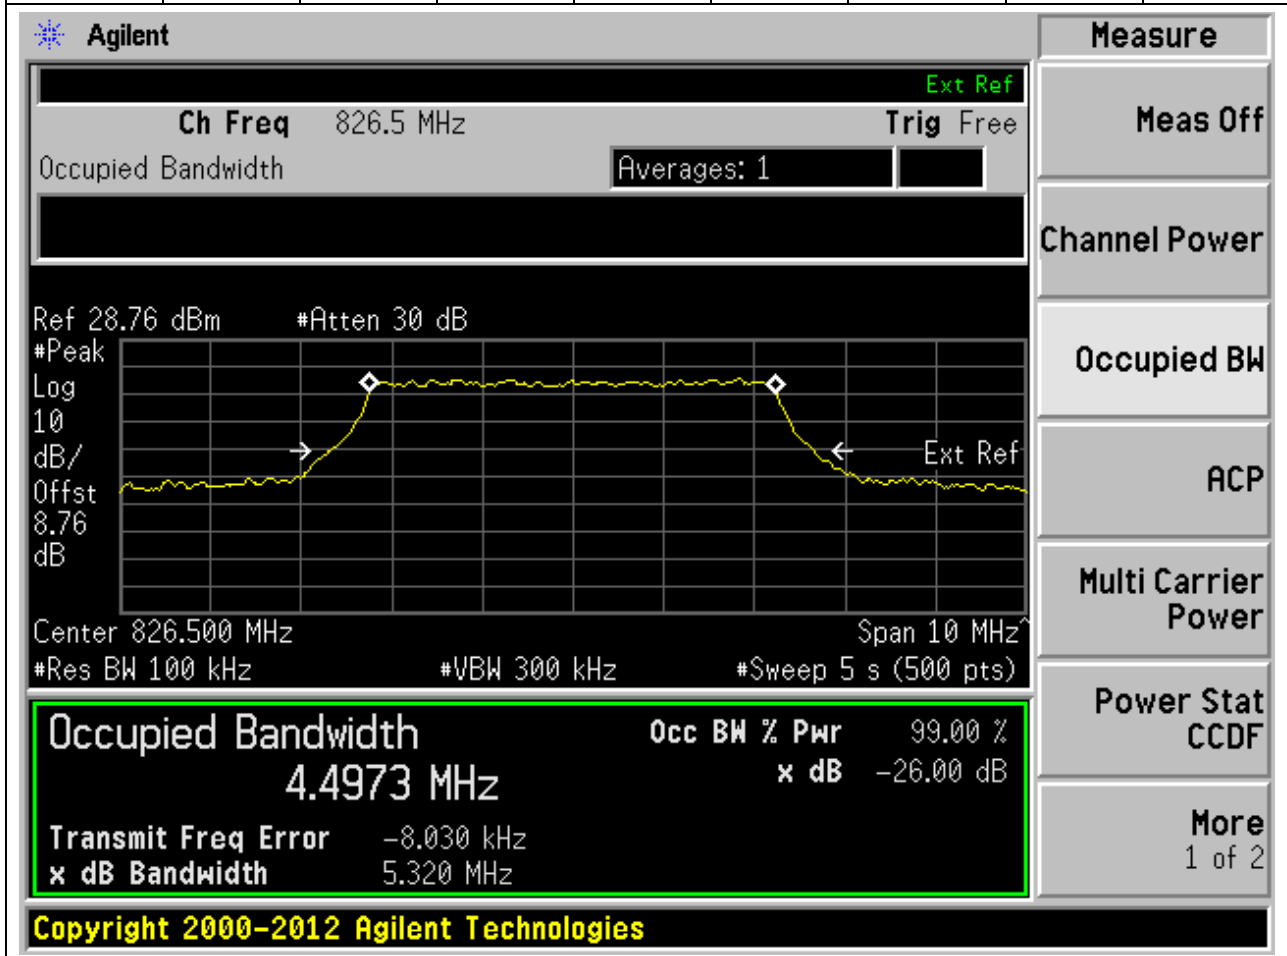 Agilent
Measure
Ext Ref
Ch Freq 826.5 MHz Trig Free
Occupied Bandwidth Averages: 1
Ref 28.76 dBm #Atten 30 dB
#Peak
Log
10
dB/
Offst
8.76
dB
Ext Ref
Center 826.500 MHz Span 10 MHz^
#Res BW 100 kHz #VBW 300 kHz #Sweep 5 s (500 pts)
Occupied Bandwidth
4.4973 MHz
Occ BW % Pwr 99.00 %
x dB -26.00 dB
Transmit Freq Error -8.030 kHz
x dB Bandwidth 5.320 MHz
Meas Off
Channel Power
Occupied BW
ACP
Multi Carrier
Power
Power Stat
CCDF
More
1 of 2
Copyright 2000-2012 Agilent Technologies